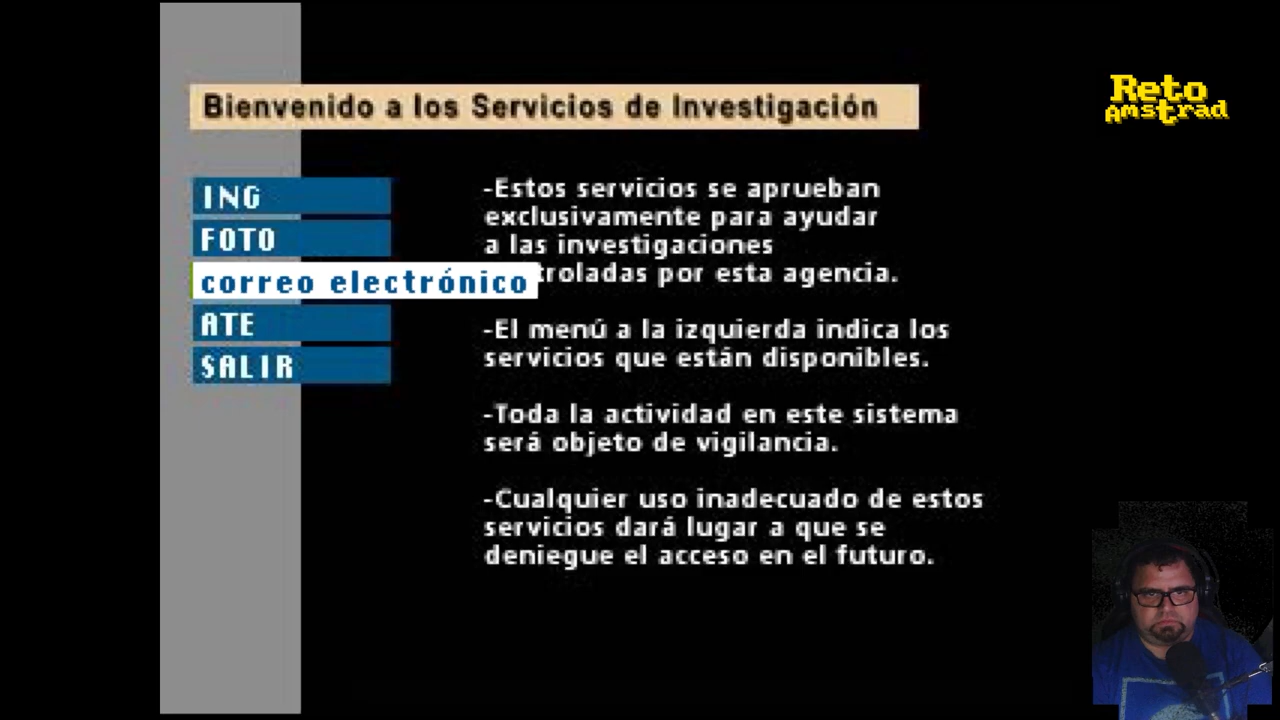 Reto
Amstrad
Bienvenido a los Servicios de Investigación
ING
FOTO
correo electrónico
ATE
SALIR
-Estos servicios se aprueban
exclusivamente para ayudar
a las investigaciones
troladas por esta agencia.
-El menú a la izquierda indica los
servicios que están disponibles.
-Toda la actividad en este sistema
será objeto de vigilancia.
-Cualquier uso inadecuado de estos
servicios dará lugar a que se
deniegue el acceso en el futuro.